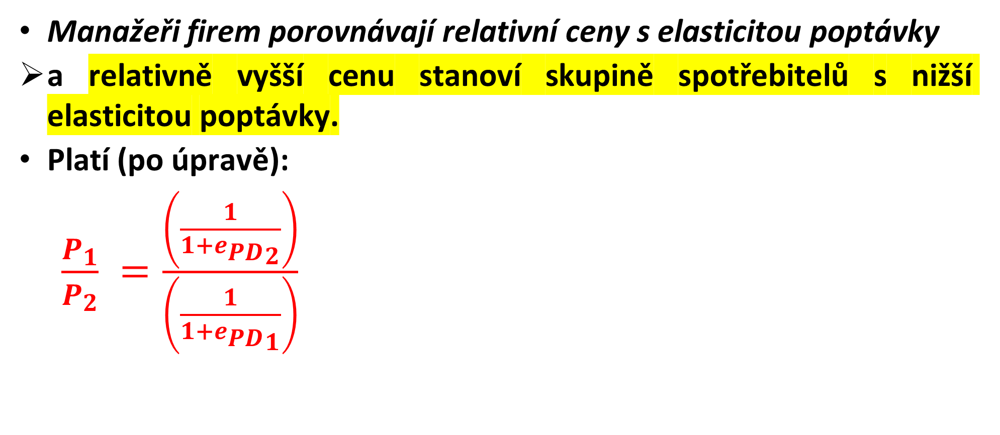 • Manažeři firem porovnávají relativní ceny s elasticitou poptávky
➢ a relativně vyšší cenu stanoví skupině spotřebitelů s nižší
elasticitou poptávky.
• Platí (po úpravě):
\frac{P_1}{P_2} = \frac{\left(\frac{1}{1+e_{PD2}}\right)}{\left(\frac{1}{1+e_{PD1}}\right)}